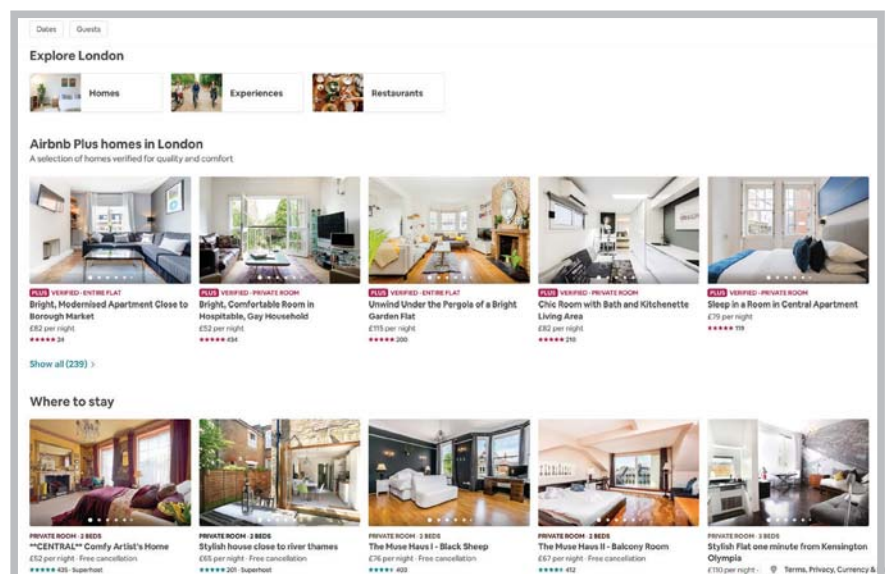 Dates Guests
Explore London
Homes Experiences Restaurants
Airbnb Plus homes in London
A selection of homes verified for quality and comfort
PLUS VERIFIED · ENTIRE FLAT
Bright, Modernised Apartment Close to
Borough Market
£82 per night
24
PLUS VERIFIED · PRIVATE ROOM
Bright, Comfortable Room in
Hospitable, Gay Household
£52 per night
434
PLUS VERIFIED · ENTIRE FLAT
Unwind Under the Pergola of a Bright
Garden Flat
£115 per night
200
PLUS VERIFIED · PRIVATE ROOM
Chic Room with Bath and Kitchenette
Living Area
£82 per night
210
PLUS VERIFIED · PRIVATE ROOM
Sleep in a Room in Central Apartment
£79 per night
118
Show all (239) >
Where to stay
PRIVATE ROOM · 2 BEDS
**CENTRAL** Comfy Artist's Home
£52 per night · Free cancellation
435 · Superhost
PRIVATE ROOM · 2 BEDS
Stylish house close to river thames
£65 per night · Free cancellation
201 · Superhost
PRIVATE ROOM · 2 BEDS
The Muse Haus I - Black Sheep
£76 per night · Free cancellation
403
PRIVATE ROOM · 2 BEDS
The Muse Haus II - Balcony Room
£67 per night · Free cancellation
412
PRIVATE ROOM · 3 BEDS
Stylish Flat one minute from Kensington
Olympia
£110 per night ·
Terms, Privacy, Currency &